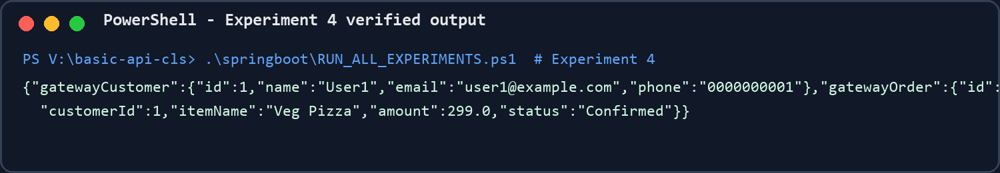 PowerShell - Experiment 4 verified output
PS V:\basic-api-cls> .\springboot\RUN_ALL_EXPERIMENTS.ps1  # Experiment 4
{"gatewayCustomer":{"id":1,"name":"User1","email":"user1@example.com","phone":"0000000001"},"gatewayOrder":{"id":
"customerId":1,"itemName":"Veg Pizza","amount":299.0,"status":"Confirmed"}}